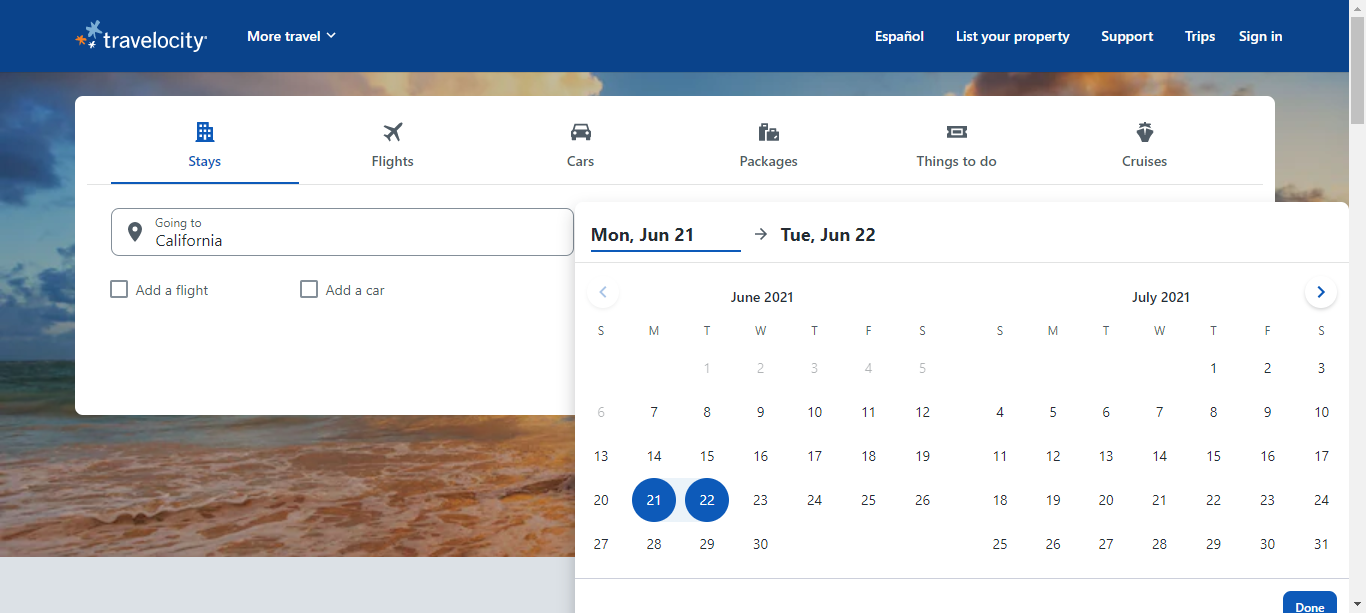 travelocity
More travel
Español
List your property
Support
Trips
Sign in
Stays
Flights
Cars
Packages
Things to do
Cruises
Going to
California
Add a flight
Add a car
Mon, Jun 21
Tue, Jun 22
June 2021
S M T W T F S
1 2 3 4 5
6 7 8 9 10 11 12
13 14 15 16 17 18 19
20 21 22 23 24 25 26
27 28 29 30
July 2021
S M T W T F S
1 2 3
4 5 6 7 8 9 10
11 12 13 14 15 16 17
18 19 20 21 22 23 24
25 26 27 28 29 30 31
Done